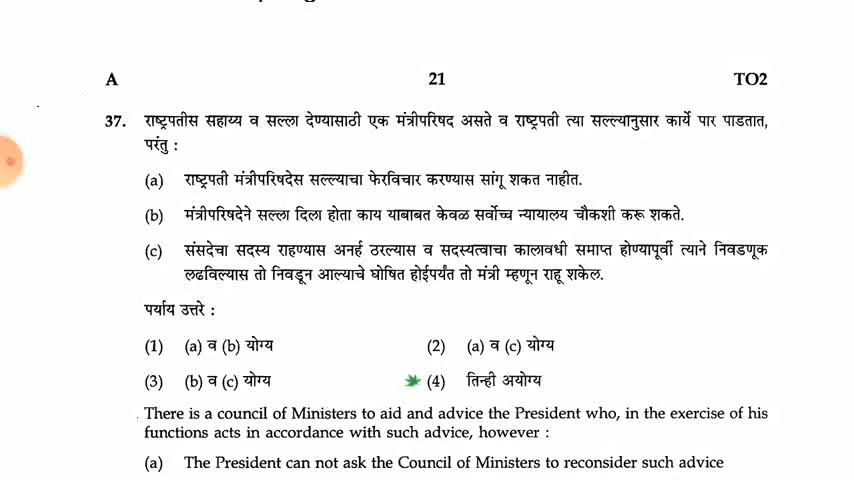 A 21 TO2
37. राष्ट्रपतीस सहाय्य व सल्ला देण्यासाठी एक मंत्रीपरिषद असते व राष्ट्रपती त्या सल्ल्यानुसार कार्ये पार पाडतात,
परंतु :
(a) राष्ट्रपती मंत्रीपरिषदेस सल्ल्याचा फेरविचार करण्यास सांगू शकत नाहीत.
(b) मंत्रीपरिषदेने सल्ला दिला होता काय याबाबत केवळ सर्वोच्च न्यायालय चौकशी करू शकते.
(c) संसदेचा सदस्य राहण्यास अनर्ह ठरल्यास व सदस्यत्वाचा कालावधी समाप्त होण्यापूर्वी त्याने निवडणूक
लढविल्यास तो निवडून आल्याचे घोषित होईपर्यंत तो मंत्री म्हणून राहू शकेल.
पर्याय उत्तरे :
(1) (a) व (b) योग्य (2) (a) व (c) योग्य
(3) (b) व (c) योग्य (4) तिन्ही अयोग्य
There is a council of Ministers to aid and advice the President who, in the exercise of his
functions acts in accordance with such advice, however :
(a) The President can not ask the Council of Ministers to reconsider such advice